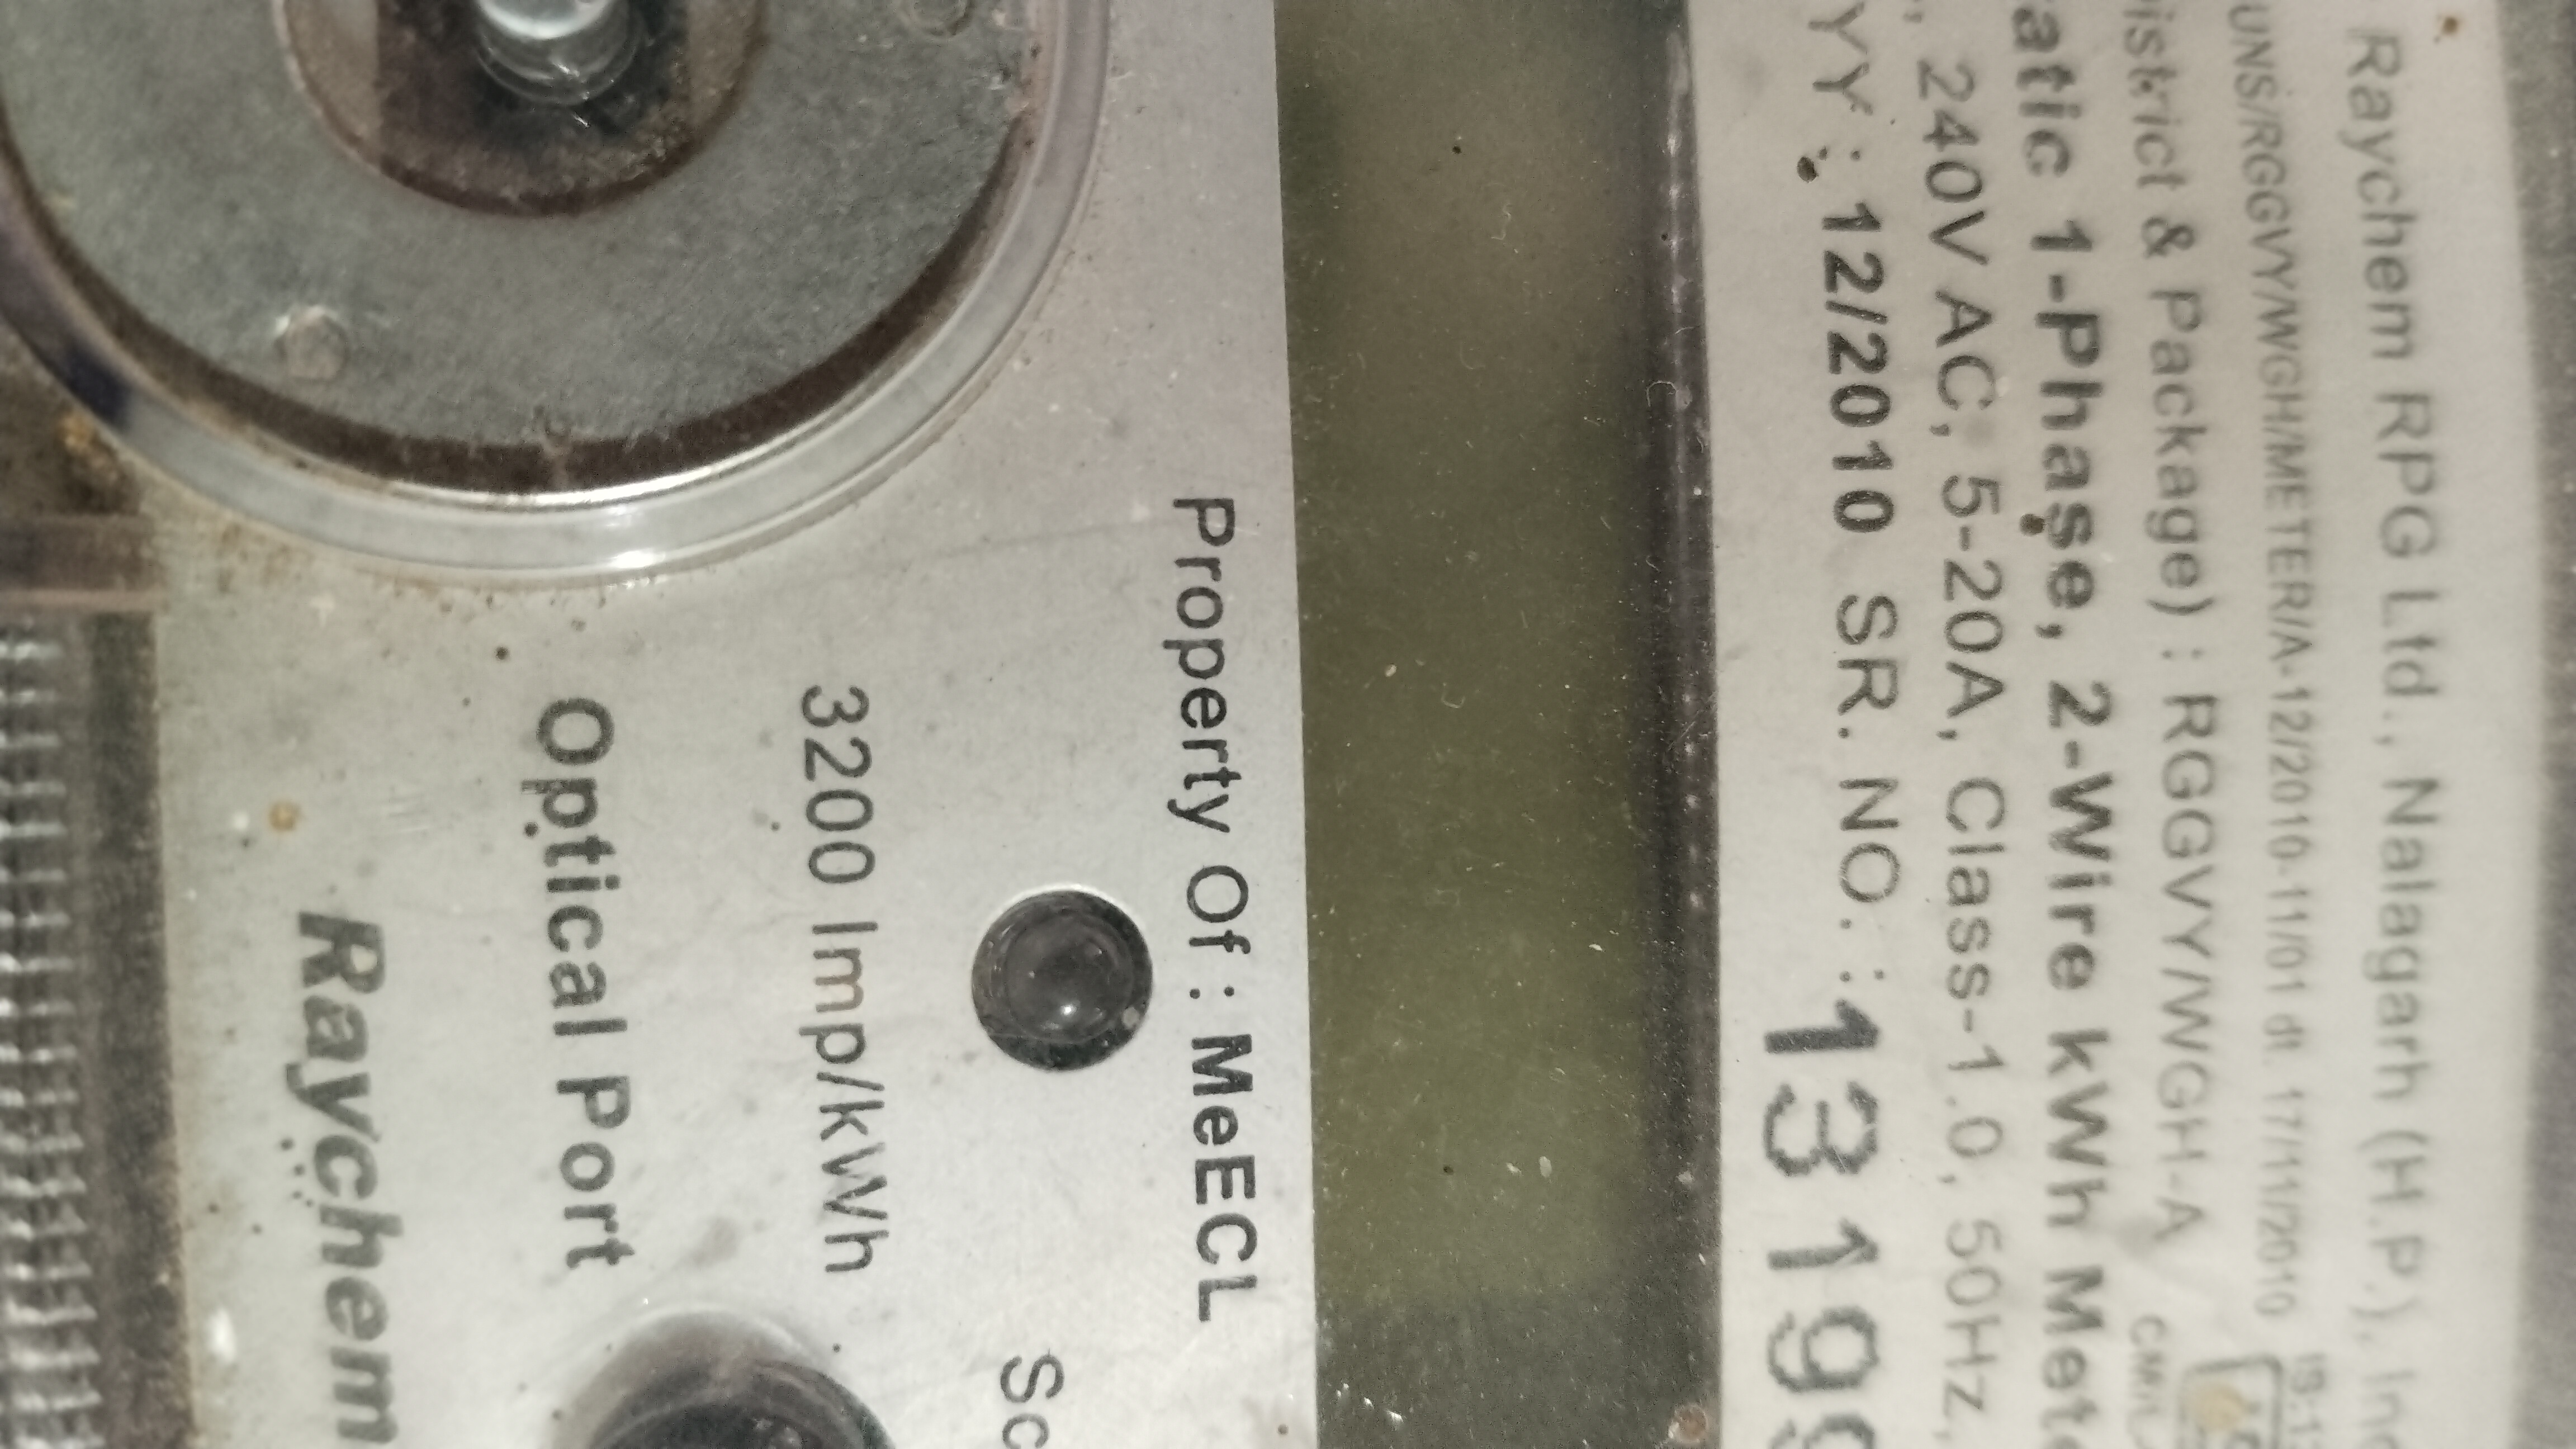 Raychem RPG Ltd., Nalagarh (H.P.),
UNS/RGGVY/WGH/METER/A-12/2010-11/01 dt. 17/11/2010
istrict & Package) : RGGVY/WGH-A
atic 1-Phase, 2-Wire kWh Met
, 240V AC, 5-20A, Class-1.0, 50Hz,
YY : 12/2010 SR. NO. : 1319
Property Of : MeECL
Sc
3200 Imp/kWh
Optical Port
Raychem